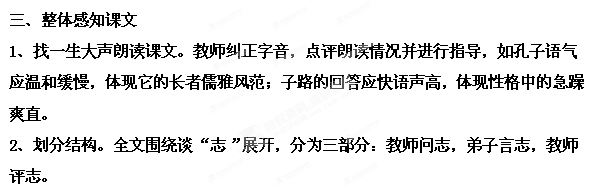 三、整体感知课文
1、找一生大声朗读课文。教师纠正字音，点评朗读情况并进行指导，如孔子语气
应温和缓慢，体现它的长者儒雅风范；子路的回答应快语声高，体现性格中的急躁
爽直。
2、划分结构。全文围绕谈“志”展开，分为三部分：教师问志，弟子言志，教师
评志。